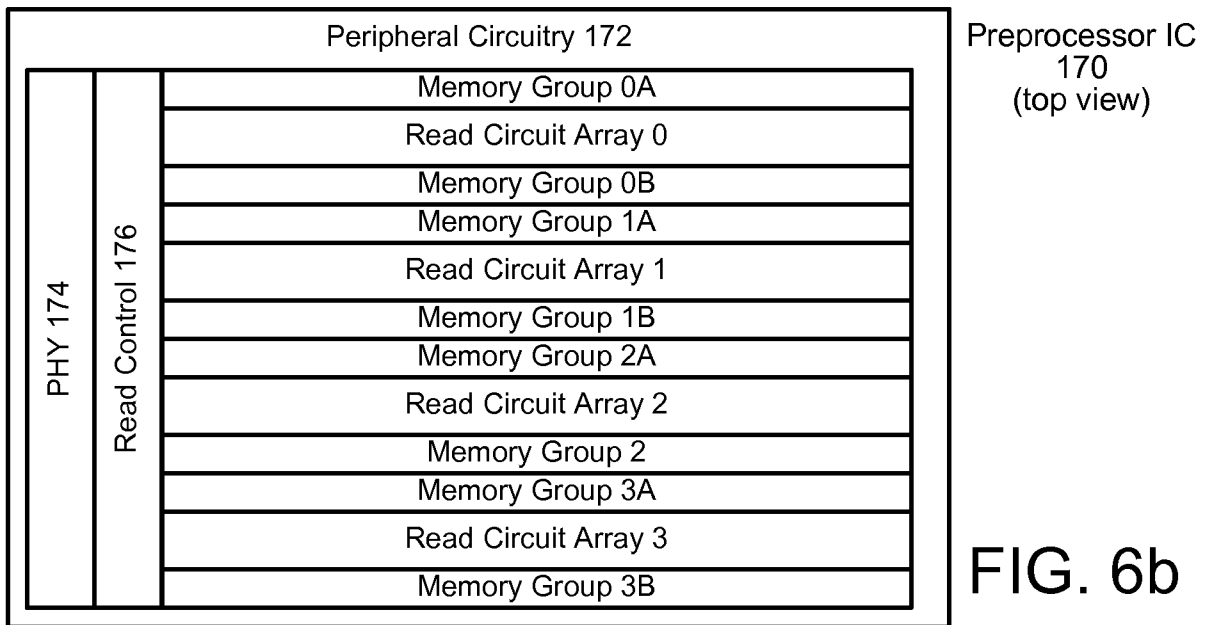 Peripheral Circuitry 172
Preprocessor IC
170
(top view)
PHY 174
Read Control 176
Memory Group 0A
Read Circuit Array 0
Memory Group 0B
Memory Group 1A
Read Circuit Array 1
Memory Group 1B
Memory Group 2A
Read Circuit Array 2
Memory Group 2
Memory Group 3A
Read Circuit Array 3
Memory Group 3B
FIG. 6b